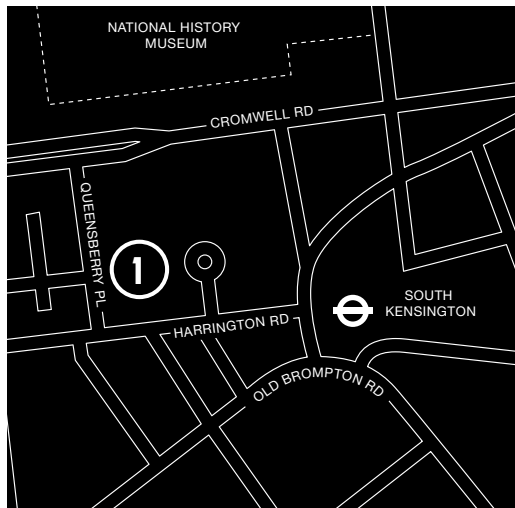 NATIONAL HISTORY
MUSEUM
CROMWELL RD
QUEENSBERRY PL
1
SOUTH
KENSINGTON
HARRINGTON RD
OLD BROMPTON RD